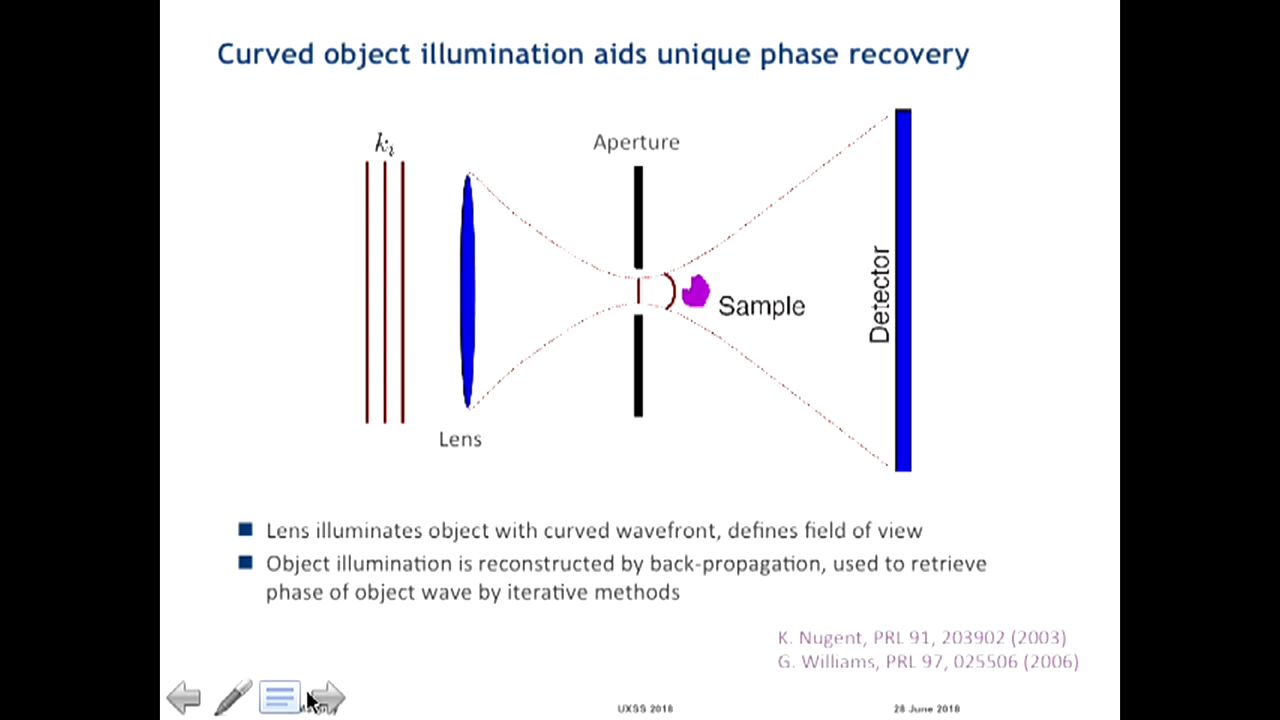 Curved object illumination aids unique phase recovery
k_i
Aperture
Detector
Sample
Lens
Lens illuminates object with curved wavefront, defines field of view
Object illumination is reconstructed by back-propagation, used to retrieve
phase of object wave by iterative methods
K. Nugent, PRL 91, 203902 (2003)
G. Williams, PRL 97, 025506 (2006)
UXSS 2018
28 June 2018